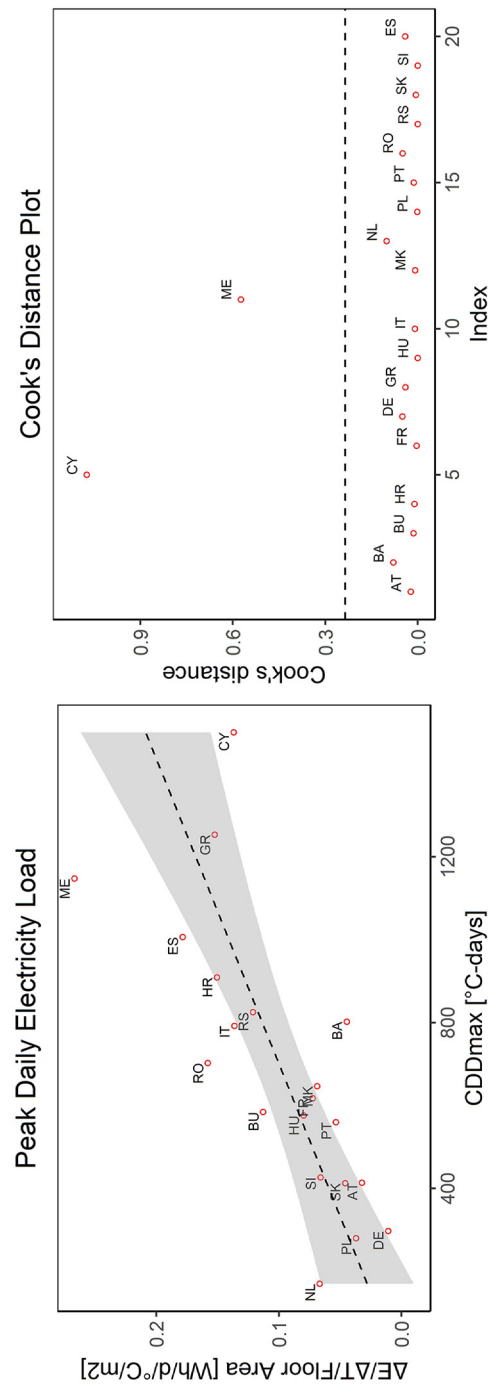 Peak Daily Electricity Load
ΔE/ΔT/Floor Area [Wh/d/°C/m2]
0.2
0.1
0.0
ME
CY
ES
GR
HR
IT
RS
RO
BA
BU
HU
FR
MK
PT
SI
SK
AT
PL
DE
NL
400
800
1200
CDDmax [°C-days]
Cook's Distance Plot
Cook's distance
0.9
0.6
0.3
0.0
CY
ME
AT
BA
BU
HR
FR
DE
GR
HU
IT
MK
NL
PL
PT
RO
RS
SK
SI
ES
5
10
15
20
Index